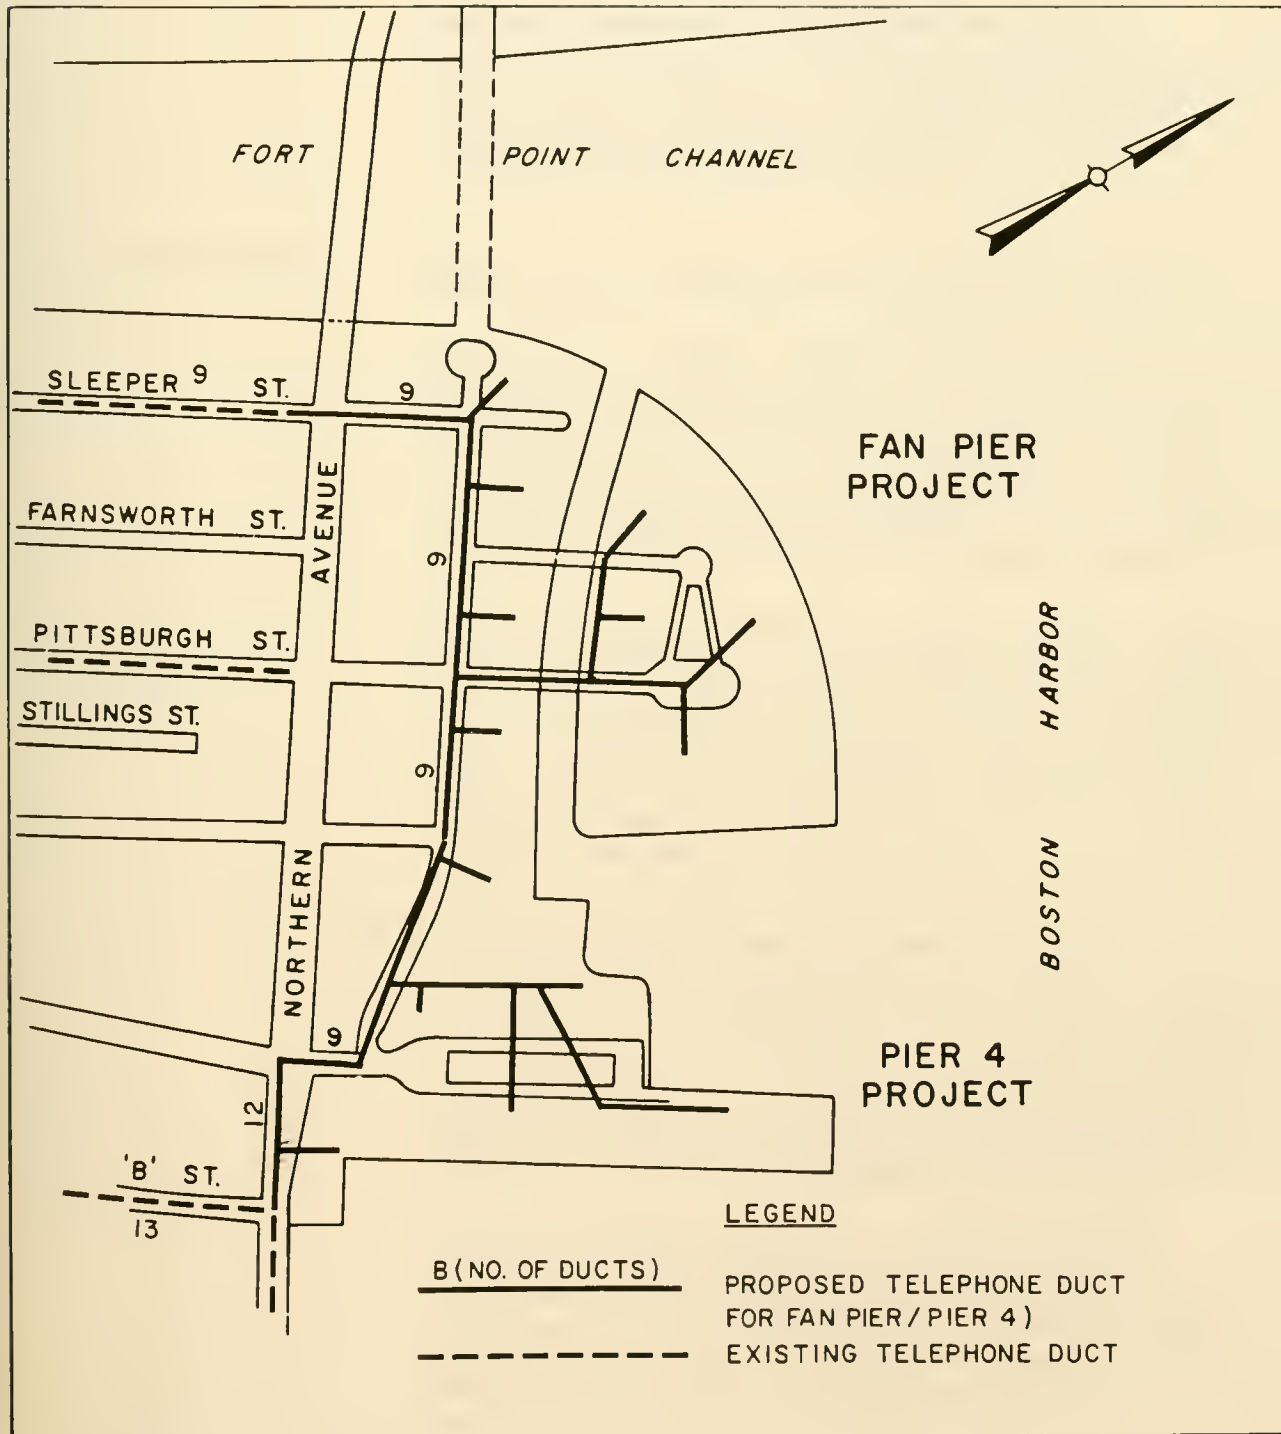 FORT POINT CHANNEL
SLEEPER 9 ST.
9
FAN PIER
PROJECT
FARNSWORTH ST.
AVENUE
9
PITTSBURGH ST.
STILLINGS ST.
9
BOSTON HARBOR
NORTHERN
9
PIER 4
PROJECT
12
'B' ST.
13
LEGEND
B (NO. OF DUCTS)
PROPOSED TELEPHONE DUCT
FOR FAN PIER / PIER 4)
EXISTING TELEPHONE DUCT